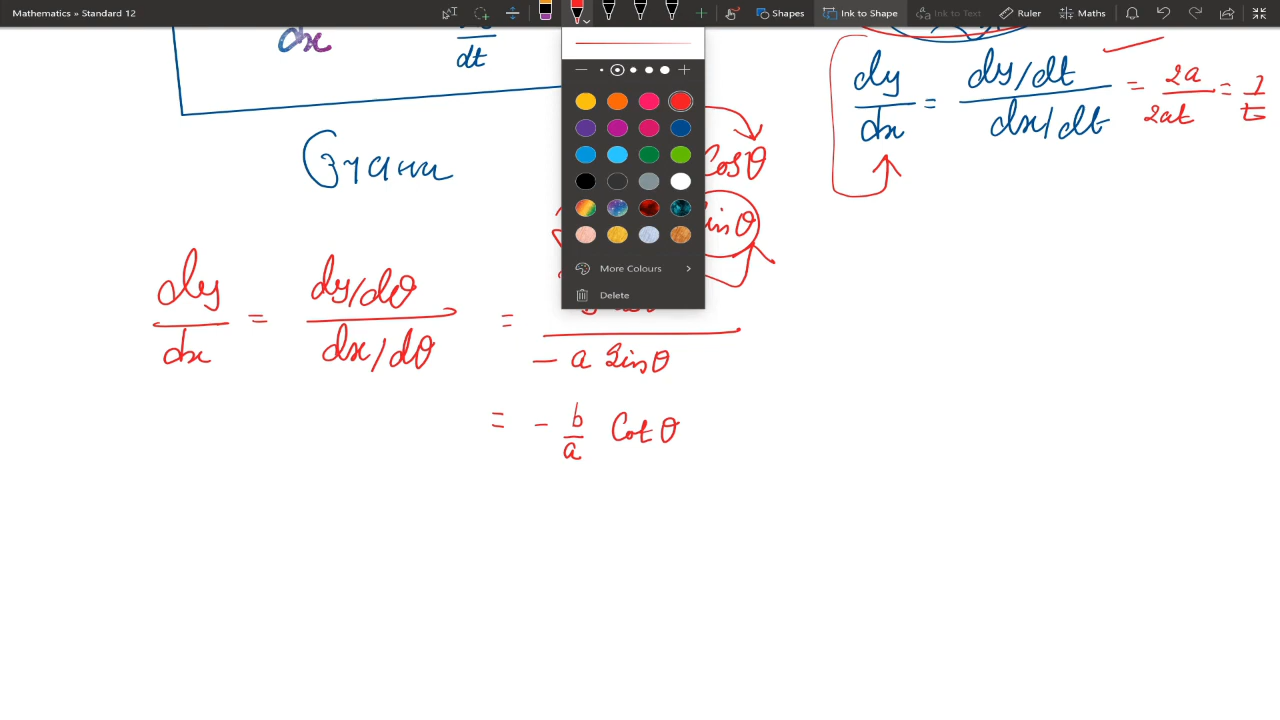 Mathematics » Standard 12
Shapes Ink to Shape Ink to Text Ruler Maths
dx
dt
dy/dx = dy/dt / dx/dt = 2a/2at = 1/t
Cosθ
inθ
More Colours
Delete
dy/dx = dy/dθ / dx/dθ = / - a Sinθ
= - b/a Cotθ